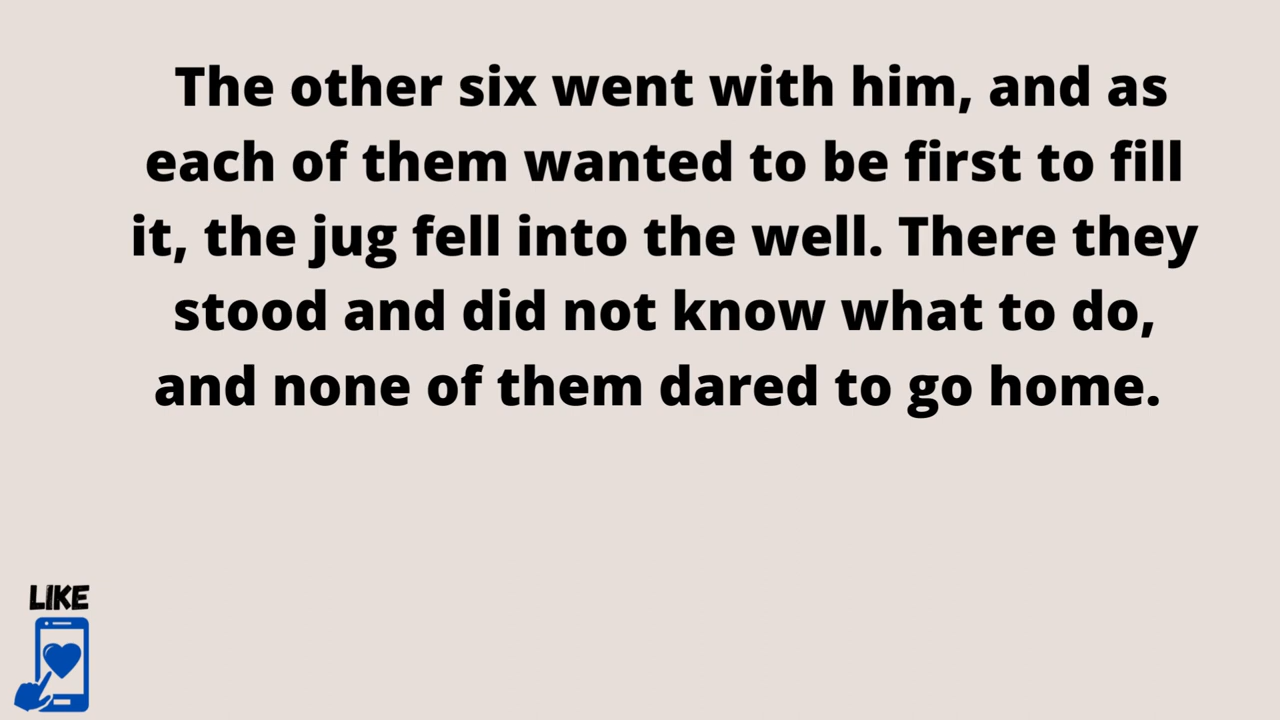 The other six went with him, and as
each of them wanted to be first to fill
it, the jug fell into the well. There they
stood and did not know what to do,
and none of them dared to go home.
LIKE